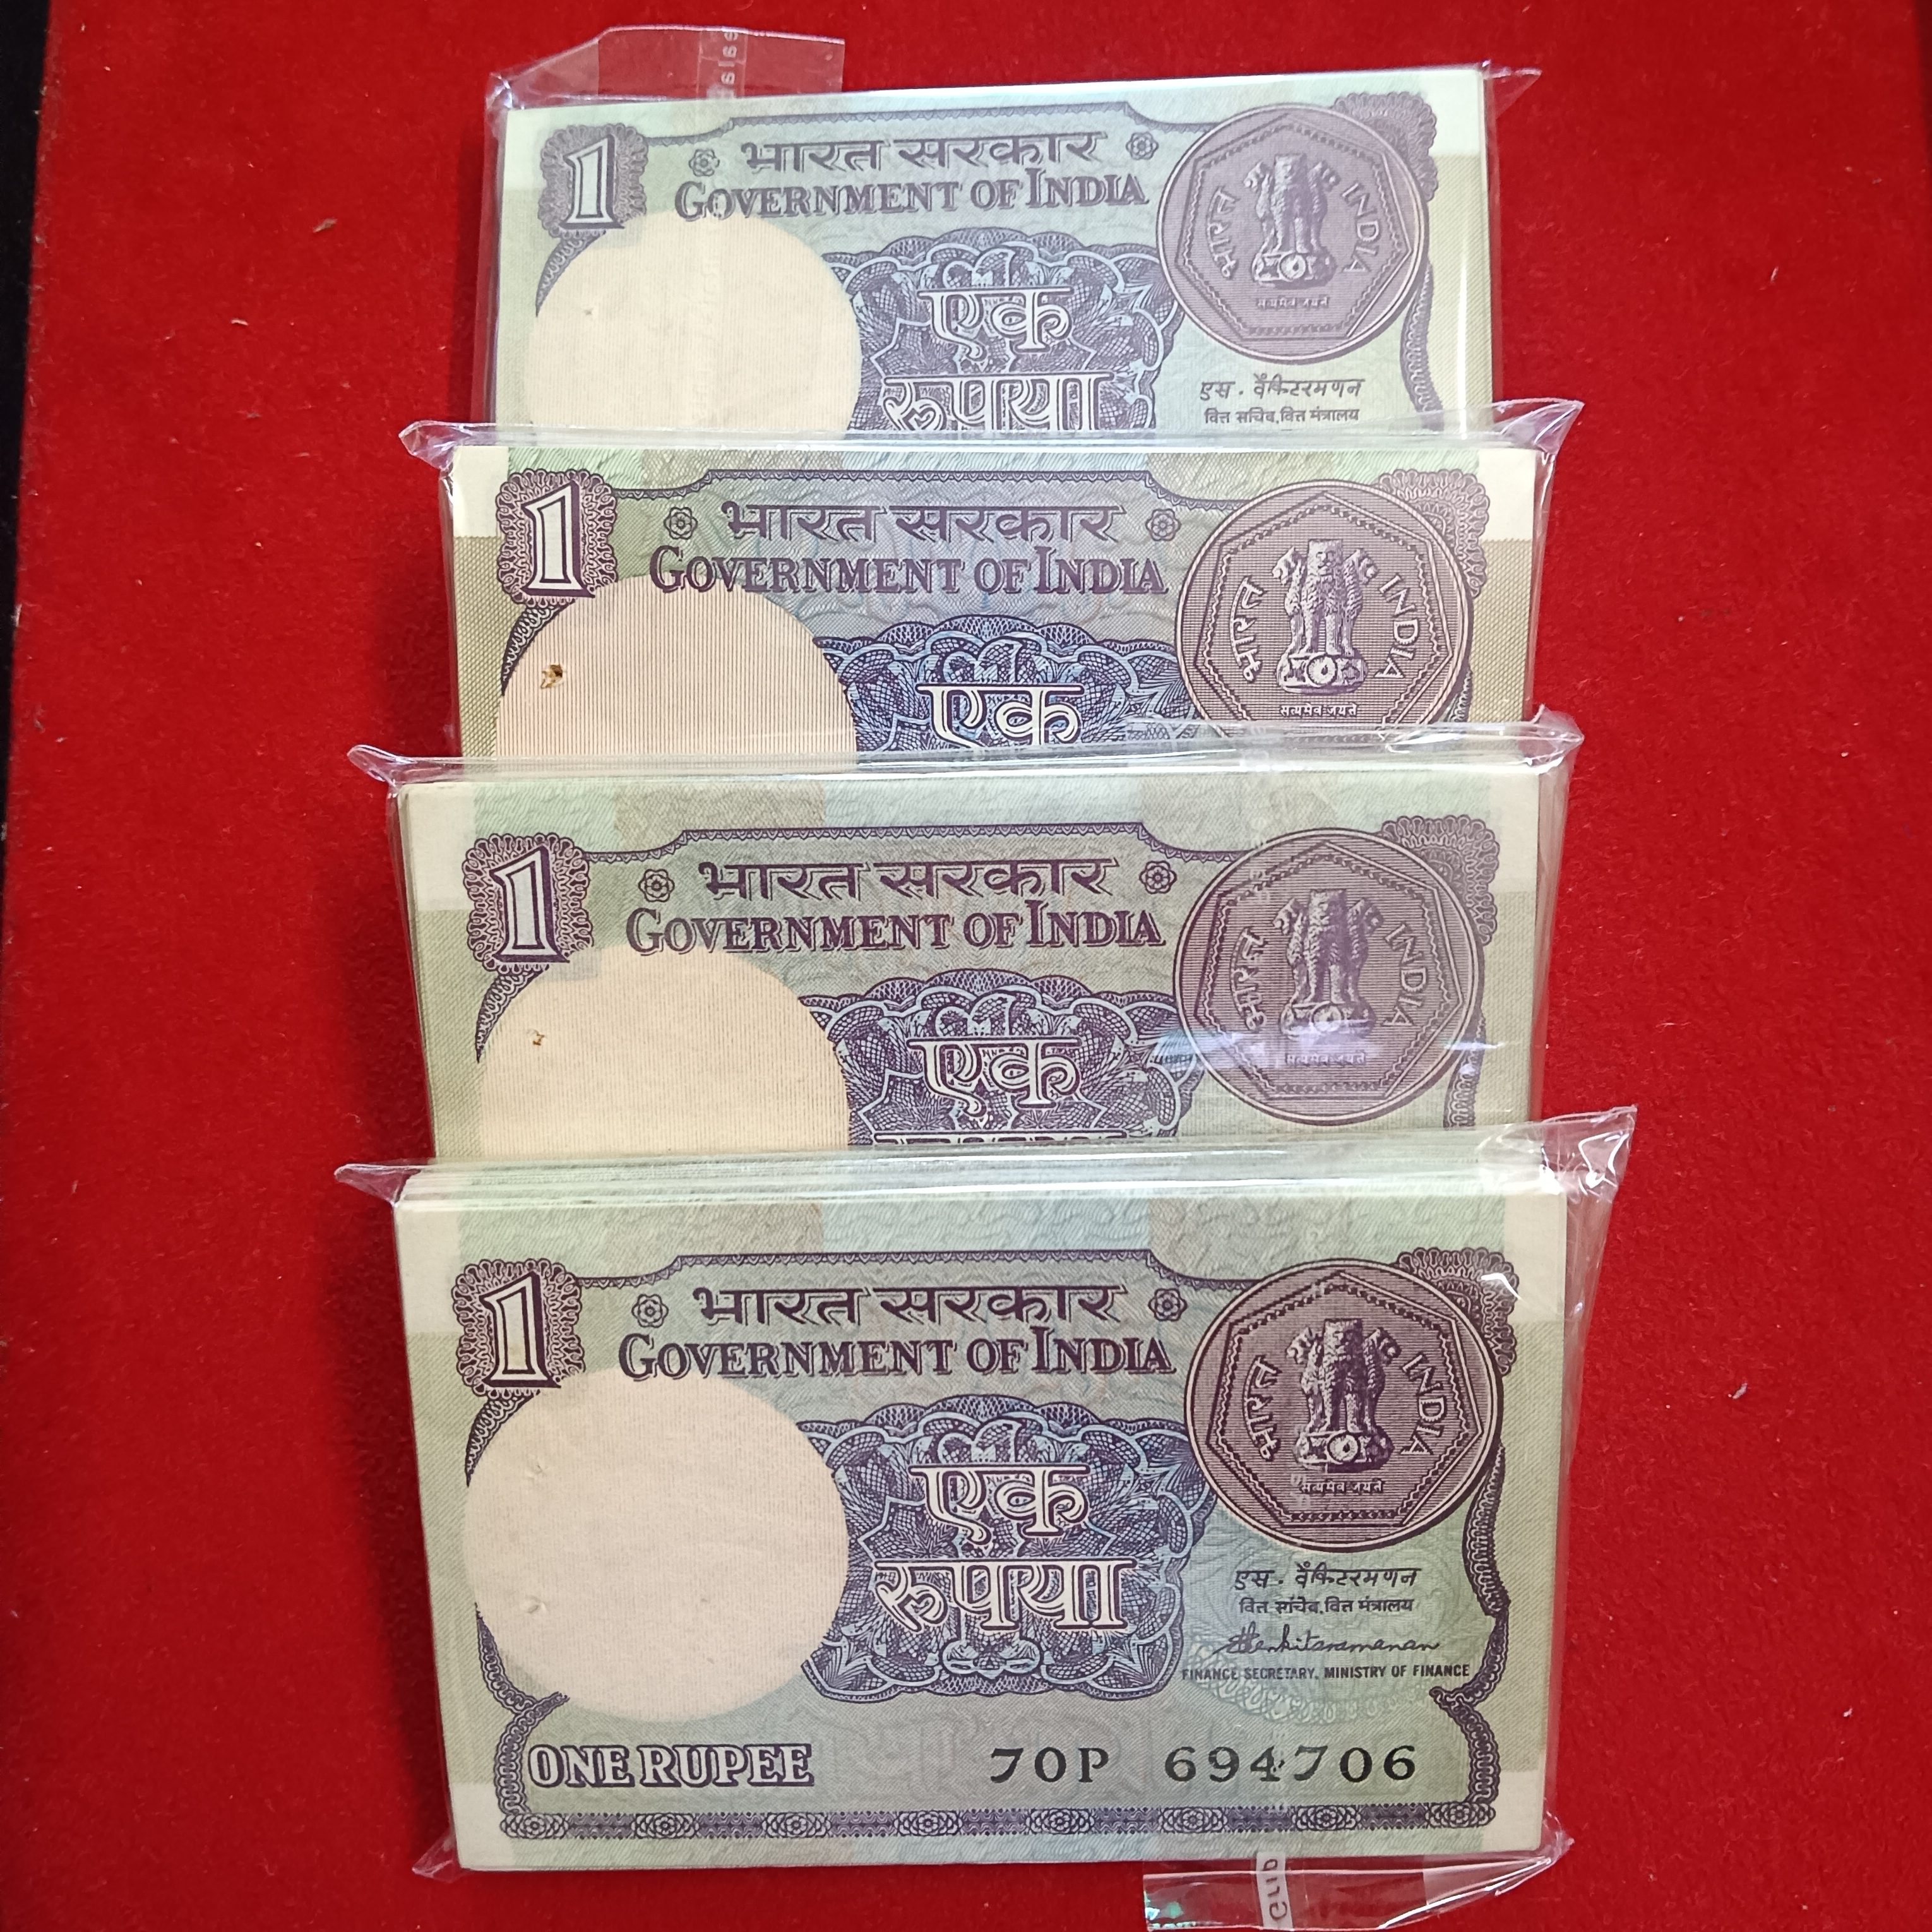 1
भारत सरकार
GOVERNMENT OF INDIA
भारत
INDIA
सत्यमेव जयते
एक
रुपया
एस. वेंकिटरमणन
वित्त सचिव, वित्त मंत्रालय
1
भारत सरकार
GOVERNMENT OF INDIA
भारत
INDIA
सत्यमेव जयते
एक
1
भारत सरकार
GOVERNMENT OF INDIA
भारत
INDIA
सत्यमेव जयते
एक
1
भारत सरकार
GOVERNMENT OF INDIA
भारत
INDIA
सत्यमेव जयते
एक
रुपया
एस. वेंकिटरमणन
वित्त सचिव, वित्त मंत्रालय
SVenkitaramanan
FINANCE SECRETARY, MINISTRY OF FINANCE
ONE RUPEE
70P 694706